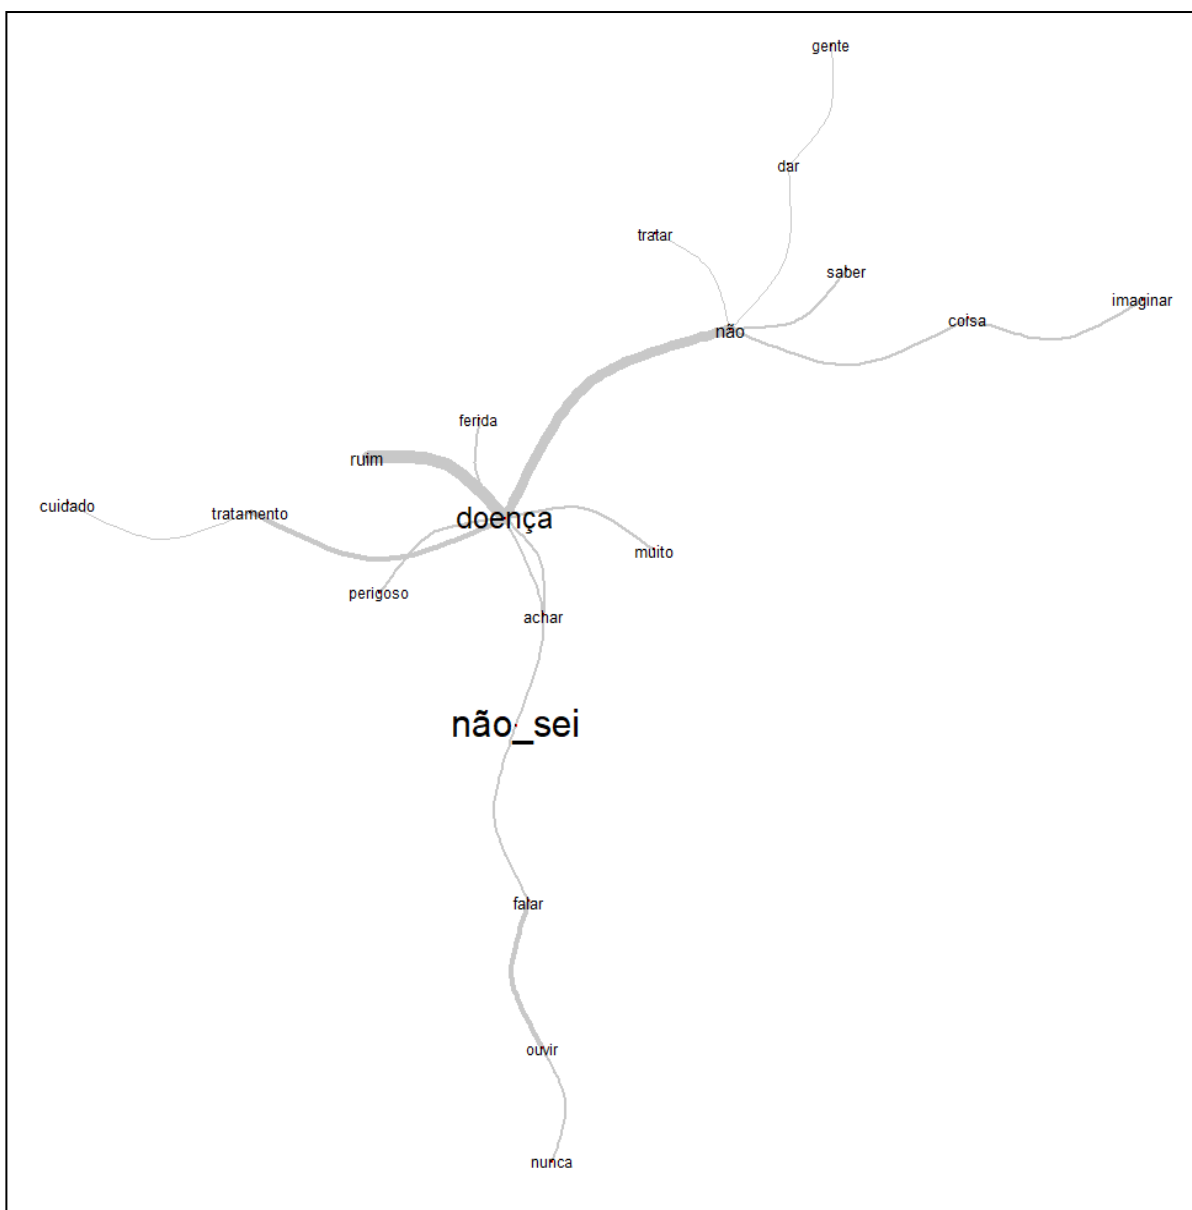 gente
dar
tratar
saber
imaginar
coisa
não
ferida
ruim
cuidado
tratamento
doença
muito
perigoso
achar
não_sei
falar
ouvir
nunca